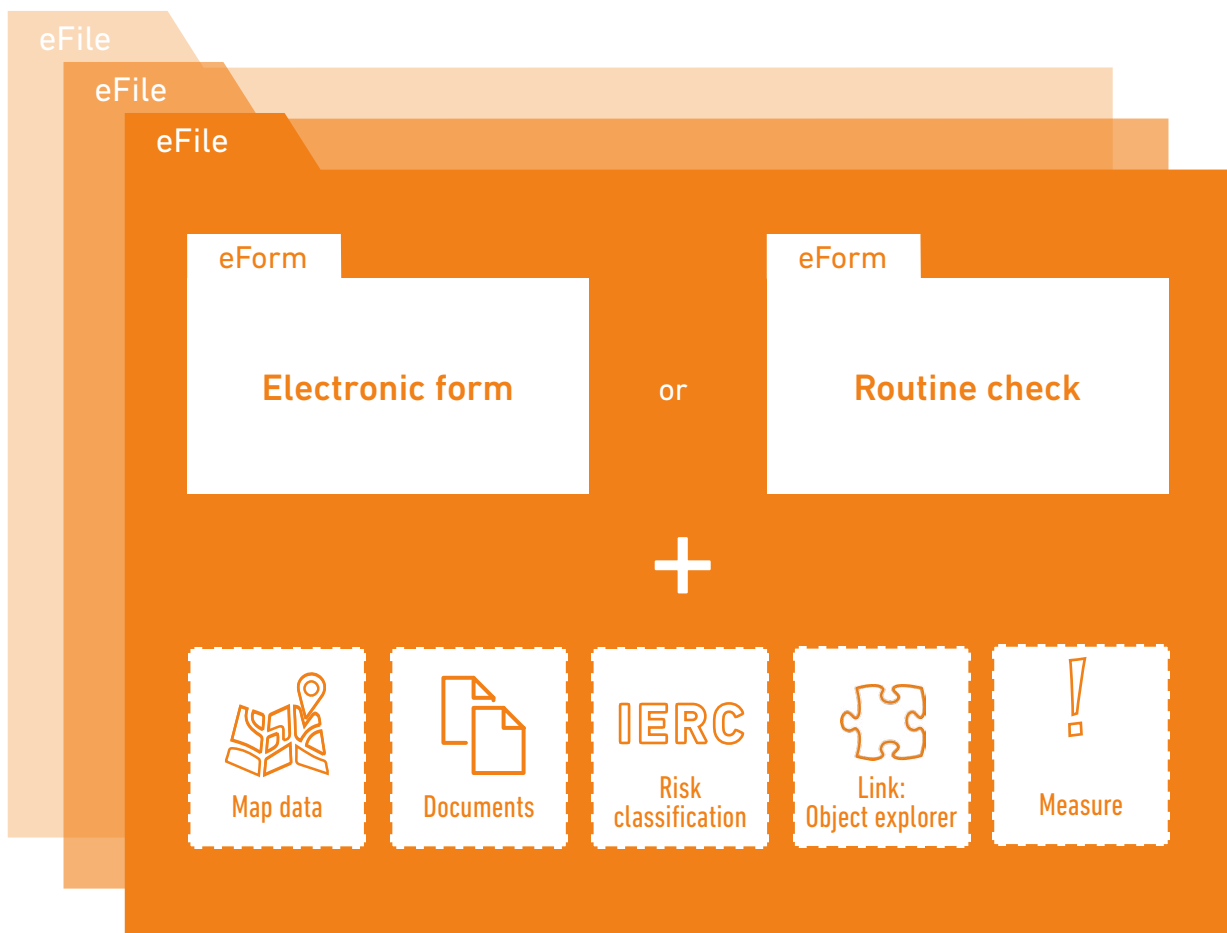 eFile
eFile
eFile
eForm
eForm
Electronic form
or
Routine check
+
Map data
Documents
IERC
Risk
classification
Link:
Object explorer
!
Measure